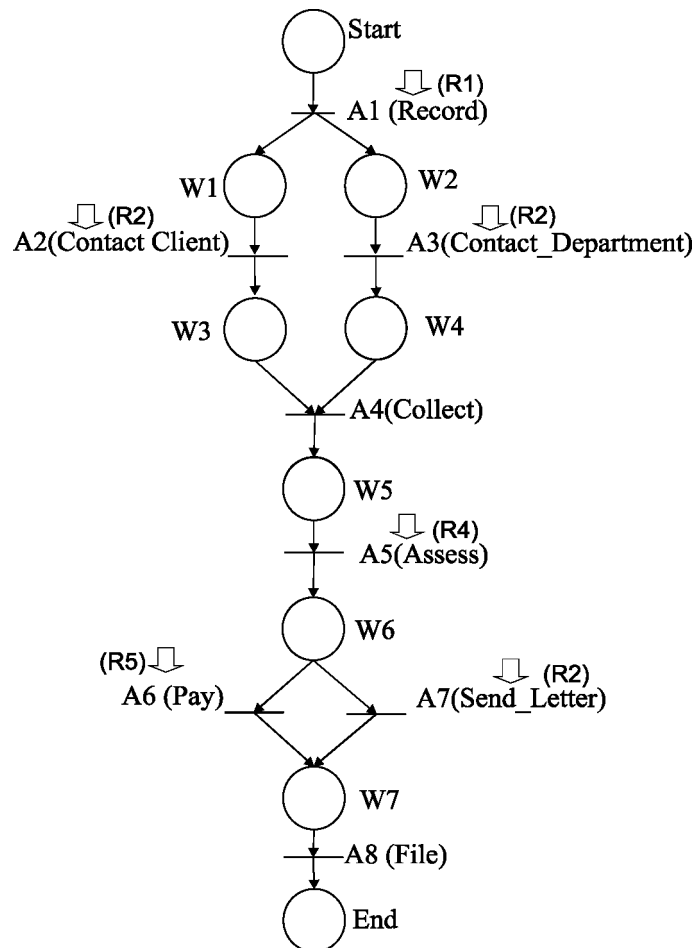 Start
(R1)
A1 (Record)
W1
W2
(R2)
(R2)
A2(Contact Client)
A3(Contact_Department)
W3
W4
A4(Collect)
W5
(R4)
A5(Assess)
W6
(R5)
(R2)
A6 (Pay)
A7(Send_Letter)
W7
A8 (File)
End